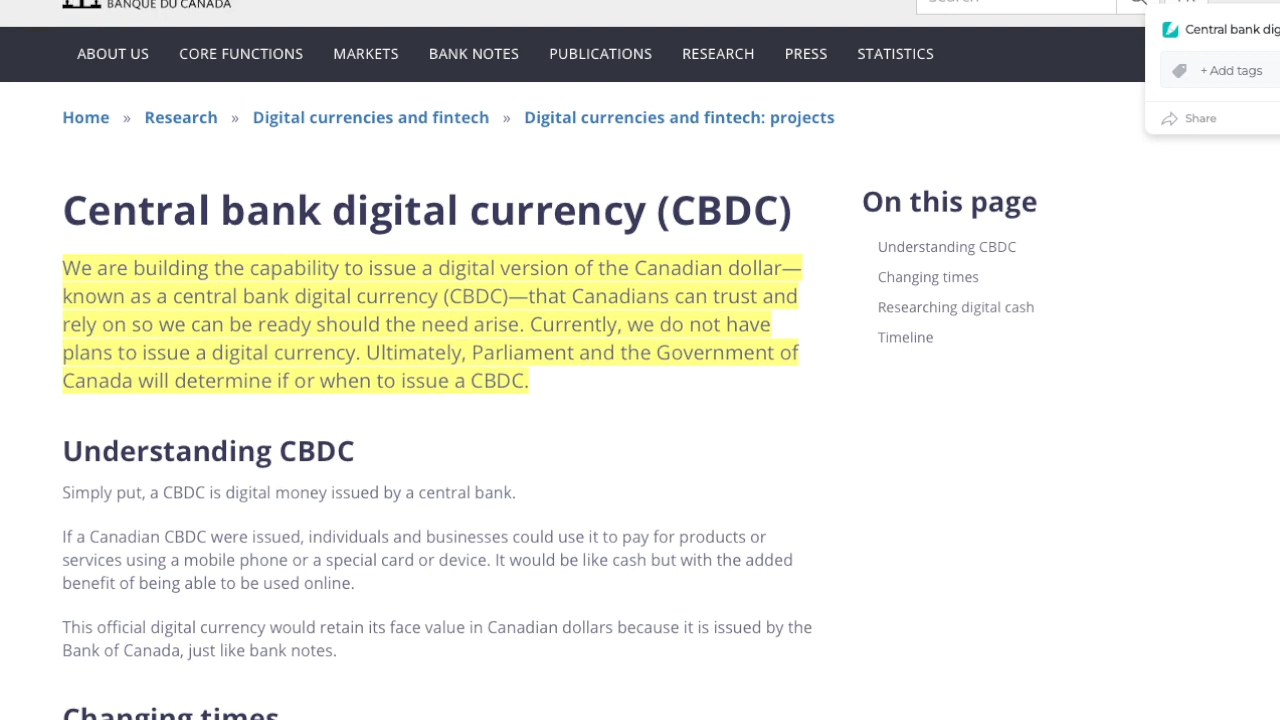 BANQUE DU CANADA
Search
Central bank dig
ABOUT US CORE FUNCTIONS MARKETS BANK NOTES PUBLICATIONS RESEARCH PRESS STATISTICS
+ Add tags
Home » Research » Digital currencies and fintech » Digital currencies and fintech: projects
Share
Central bank digital currency (CBDC)
We are building the capability to issue a digital version of the Canadian dollar—
known as a central bank digital currency (CBDC)—that Canadians can trust and
rely on so we can be ready should the need arise. Currently, we do not have
plans to issue a digital currency. Ultimately, Parliament and the Government of
Canada will determine if or when to issue a CBDC.
On this page
Understanding CBDC
Changing times
Researching digital cash
Timeline
Understanding CBDC
Simply put, a CBDC is digital money issued by a central bank.
If a Canadian CBDC were issued, individuals and businesses could use it to pay for products or
services using a mobile phone or a special card or device. It would be like cash but with the added
benefit of being able to be used online.
This official digital currency would retain its face value in Canadian dollars because it is issued by the
Bank of Canada, just like bank notes.
Changing times